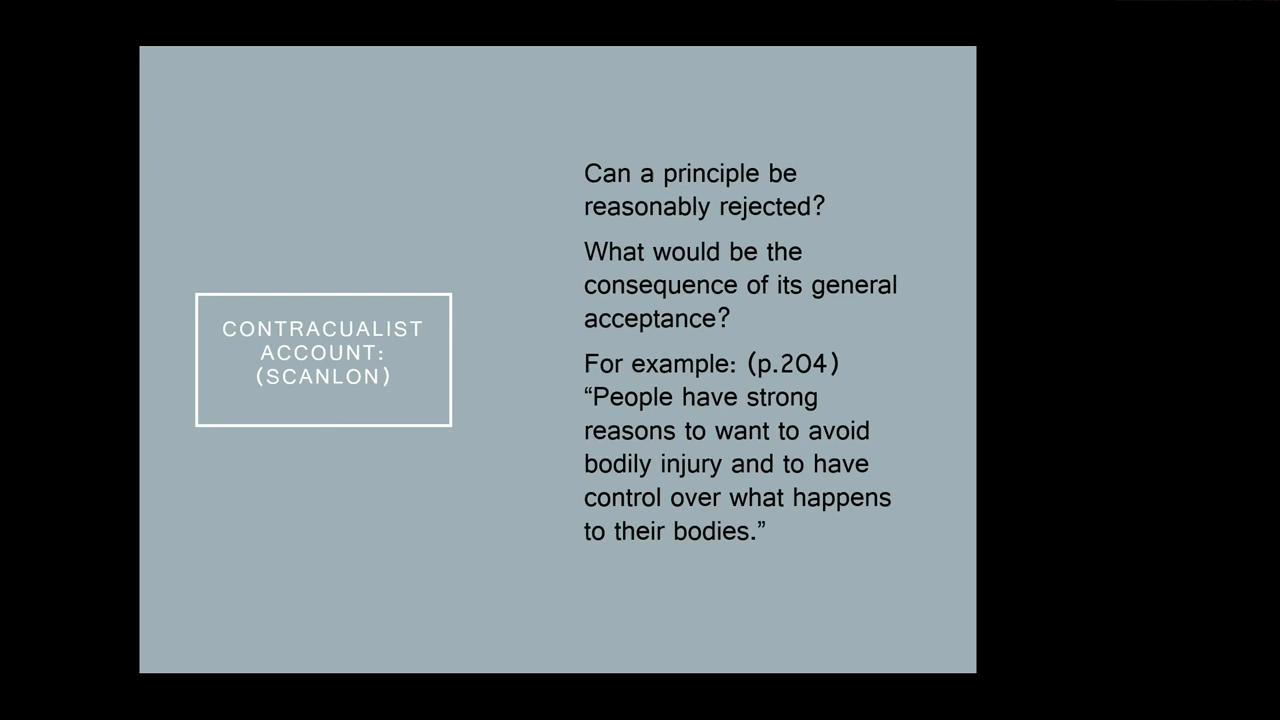 CONTRACUALIST
ACCOUNT:
(SCANLON)
Can a principle be
reasonably rejected?
What would be the
consequence of its general
acceptance?
For example: (p.204)
“People have strong
reasons to want to avoid
bodily injury and to have
control over what happens
to their bodies.”